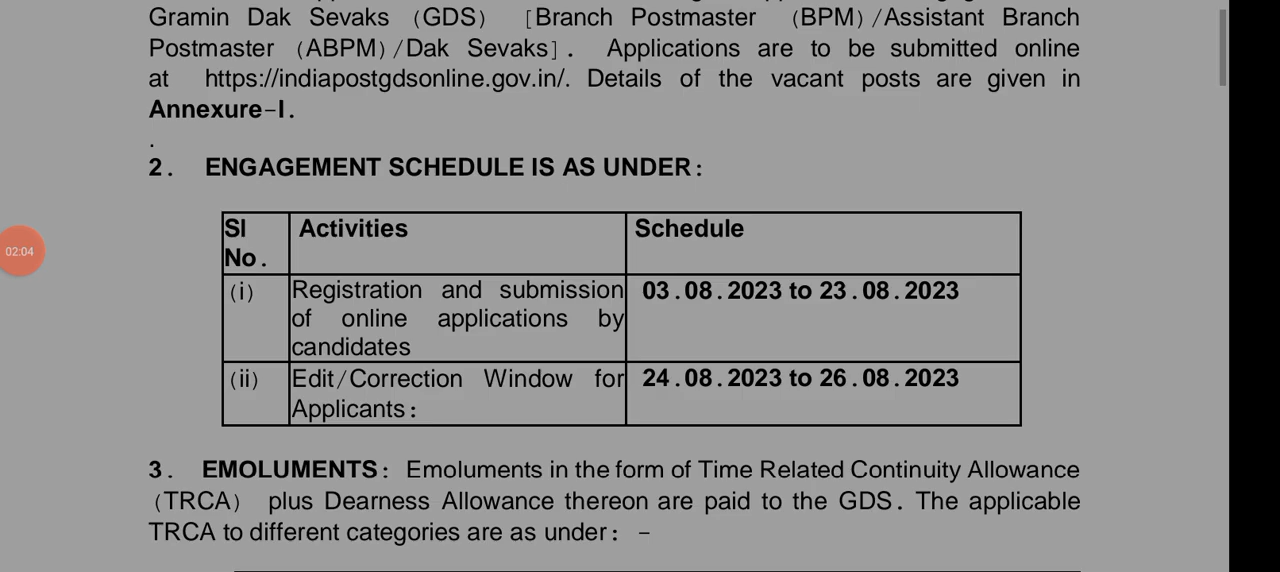 Gramin Dak Sevaks (GDS) [Branch Postmaster (BPM)/Assistant Branch
Postmaster (ABPM)/Dak Sevaks]. Applications are to be submitted online
at https://indiapostgdsonline.gov.in/. Details of the vacant posts are given in
Annexure-I.
.
2. ENGAGEMENT SCHEDULE IS AS UNDER:
Sl No. Activities Schedule
(i) Registration and submission 03.08.2023 to 23.08.2023
of online applications by
candidates
(ii) Edit/Correction Window for 24.08.2023 to 26.08.2023
Applicants:
02:04
3. EMOLUMENTS: Emoluments in the form of Time Related Continuity Allowance
(TRCA) plus Dearness Allowance thereon are paid to the GDS. The applicable
TRCA to different categories are as under: -